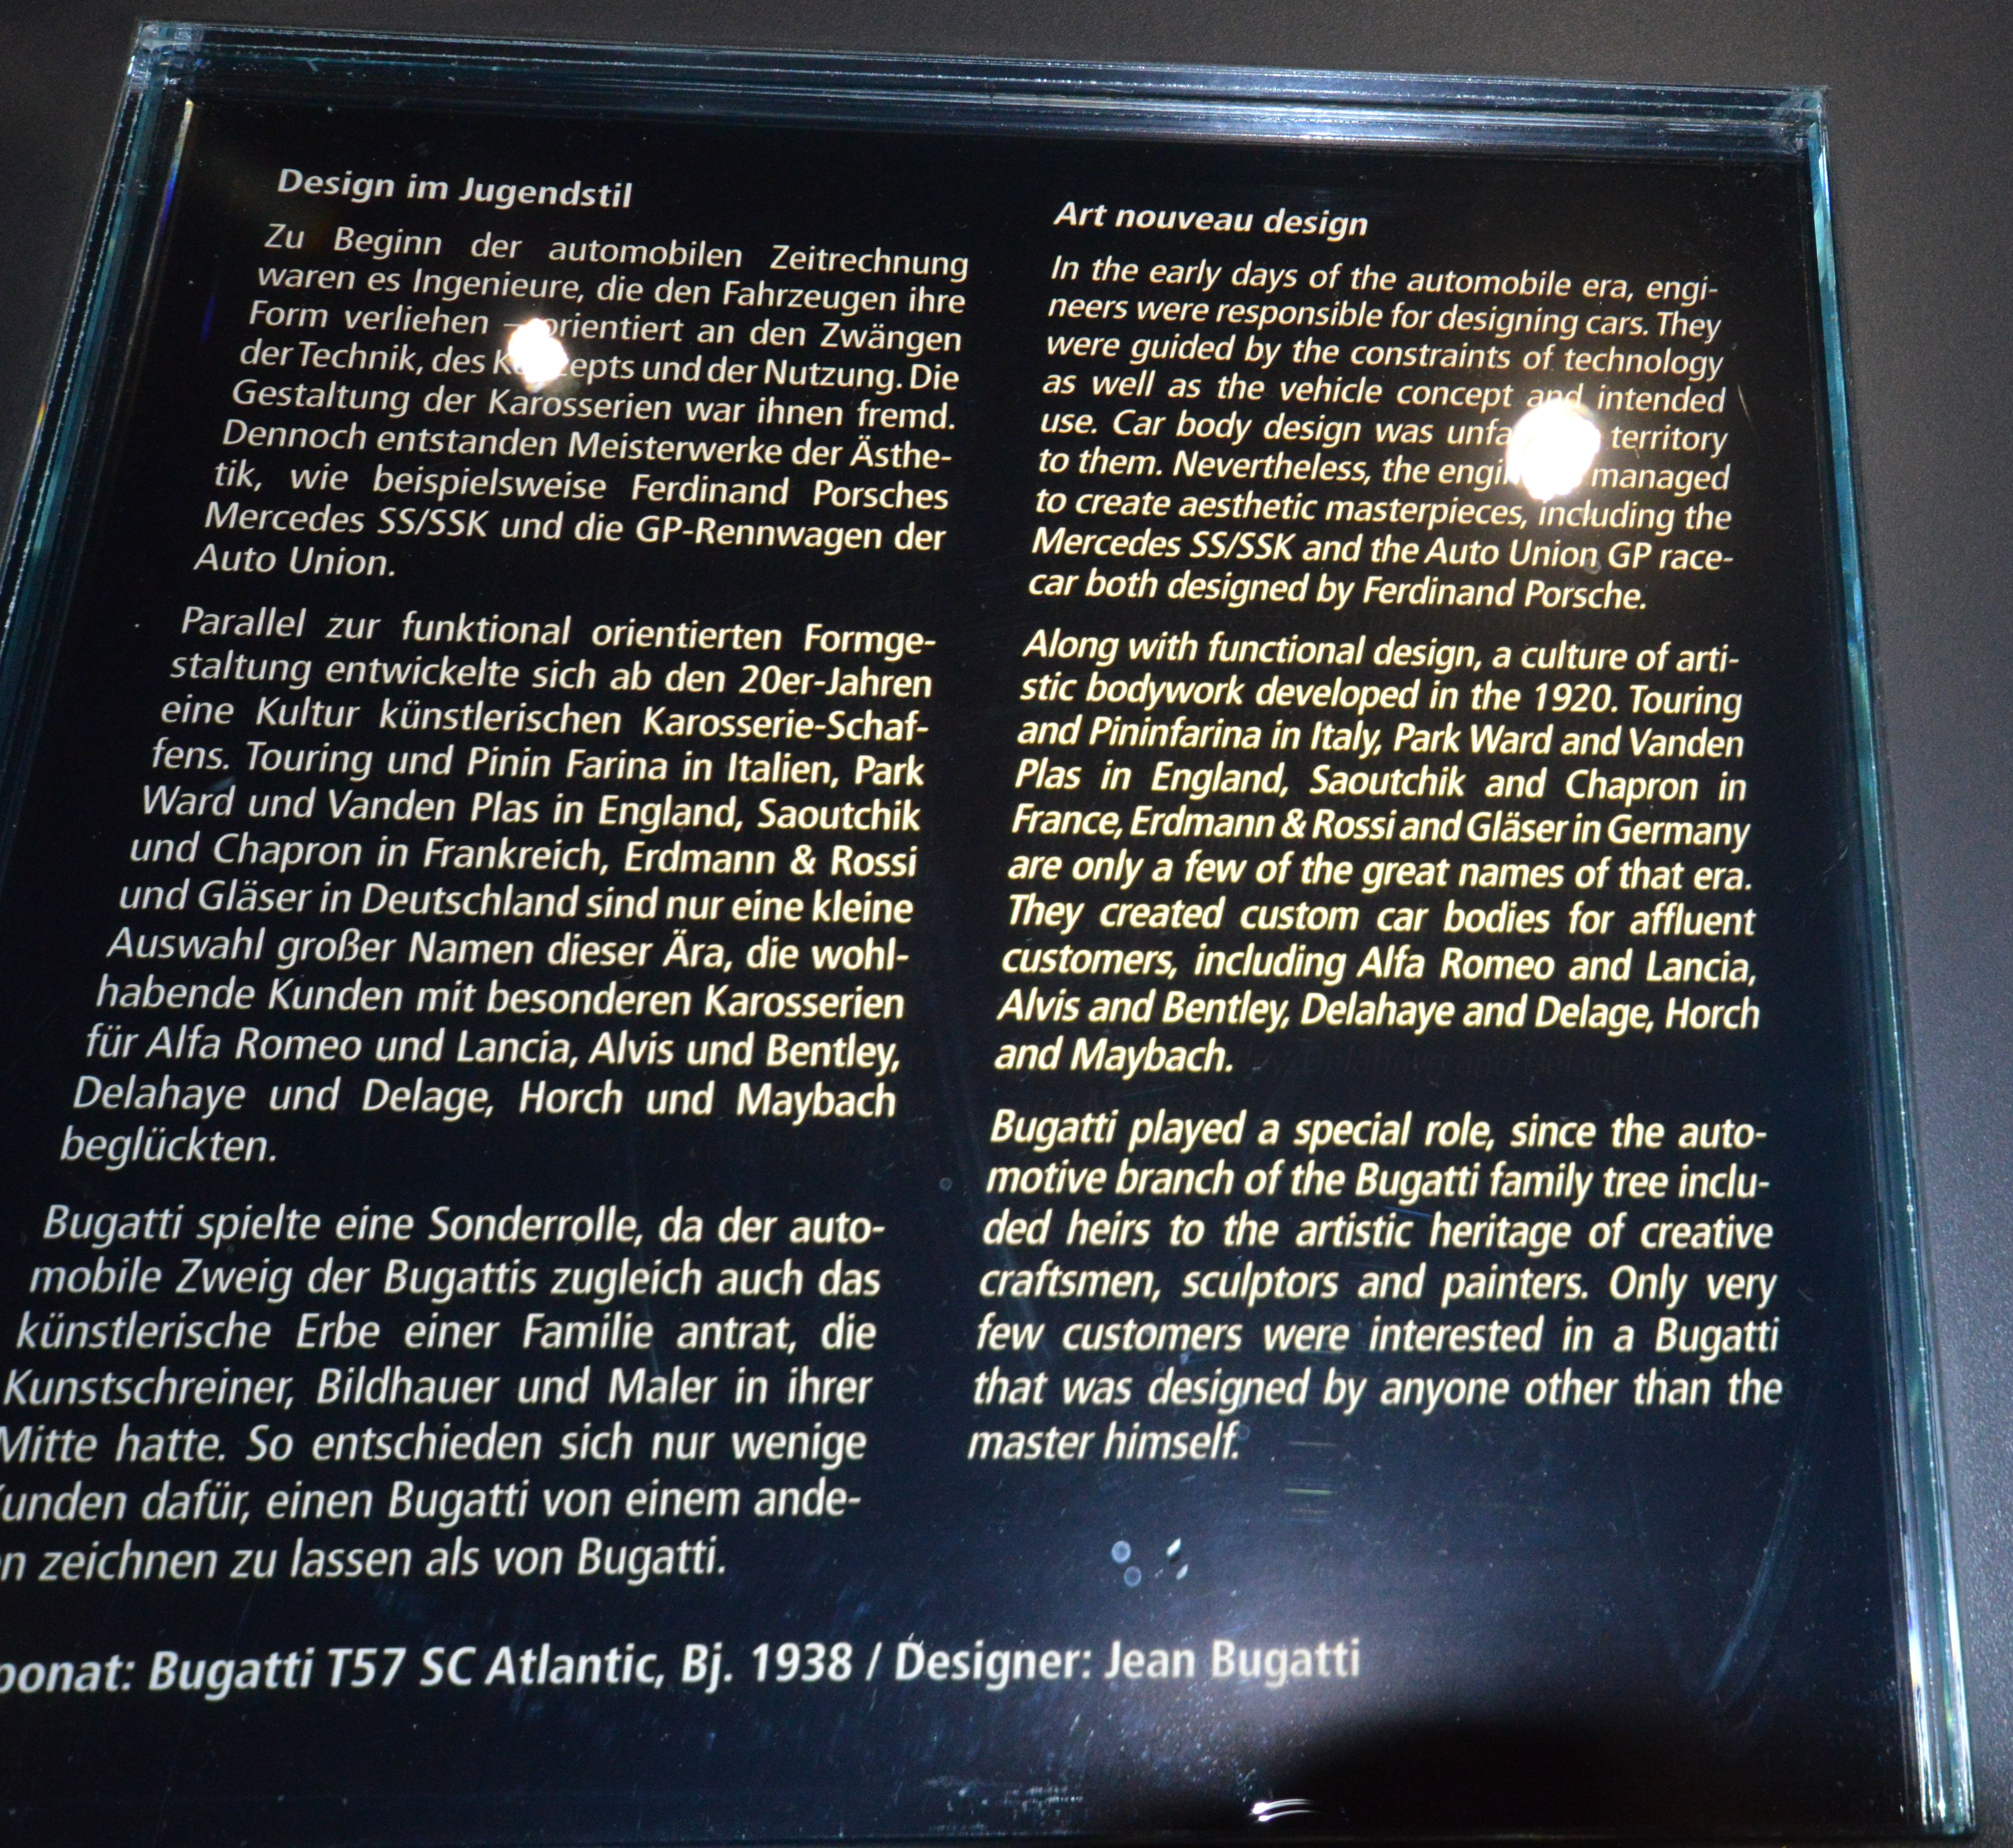 Design im Jugendstil
Zu Beginn der automobilen Zeitrechnung
waren es Ingenieure, die den Fahrzeugen ihre
Form verliehen – orientiert an den Zwängen
der Technik, des Konzepts und der Nutzung. Die
Gestaltung der Karosserien war ihnen fremd.
Dennoch entstanden Meisterwerke der Ästhe-
tik, wie beispielsweise Ferdinand Porsches
Mercedes SS/SSK und die GP-Rennwagen der
Auto Union.
Parallel zur funktional orientierten Formge-
staltung entwickelte sich ab den 20er-Jahren
eine Kultur künstlerischen Karosserie-Schaf-
fens. Touring und Pinin Farina in Italien, Park
Ward und Vanden Plas in England, Saoutchik
und Chapron in Frankreich, Erdmann & Rossi
und Gläser in Deutschland sind nur eine kleine
Auswahl großer Namen dieser Ära, die wohl-
habende Kunden mit besonderen Karosserien
für Alfa Romeo und Lancia, Alvis und Bentley,
Delahaye und Delage, Horch und Maybach
beglückten.
Bugatti spielte eine Sonderrolle, da der auto-
mobile Zweig der Bugattis zugleich auch das
künstlerische Erbe einer Familie antrat, die
Kunstschreiner, Bildhauer und Maler in ihrer
Mitte hatte. So entschieden sich nur wenige
Kunden dafür, einen Bugatti von einem ande-
zeichnen zu lassen als von Bugatti.
Art nouveau design
In the early days of the automobile era, engi-
neers were responsible for designing cars. They
were guided by the constraints of technology
as well as the vehicle concept and intended
use. Car body design was territory
to them. Nevertheless, the managed
to create aesthetic masterpieces, including the
Mercedes SS/SSK and the Auto Union GP race-
car both designed by Ferdinand Porsche.
Along with functional design, a culture of arti-
stic bodywork developed in the 1920. Touring
and Pininfarina in Italy, Park Ward and Vanden
Plas in England, Saoutchik and Chapron in
France, Erdmann & Rossi and Gläser in Germany
are only a few of the great names of that era.
They created custom car bodies for affluent
customers, including Alfa Romeo and Lancia,
Alvis and Bentley, Delahaye and Delage, Horch
and Maybach.
Bugatti played a special role, since the auto-
motive branch of the Bugatti family tree inclu-
ded heirs to the artistic heritage of creative
craftsmen, sculptors and painters. Only very
few customers were interested in a Bugatti
that was designed by anyone other than the
master himself.
Bugatti T57 SC Atlantic, Bj. 1938 / Designer: Jean Bugatti